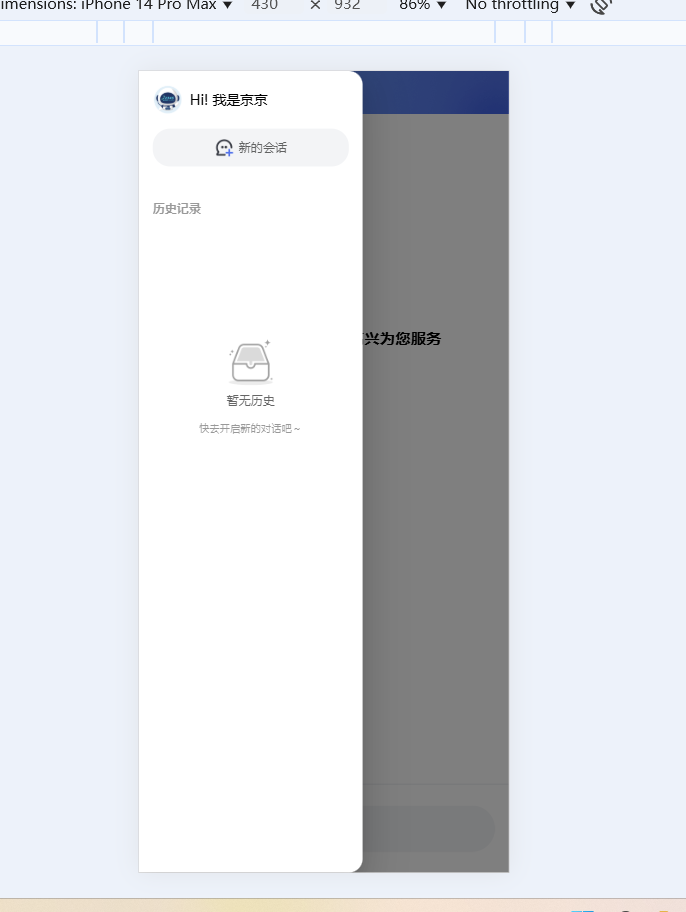 imensions: iPhone 14 Pro Max ▼ 430 × 932 86% ▼ No throttling ▼
Hi! 我是京京
新的会话
历史记录
兴为您服务
暂无历史
快去开启新的对话吧~